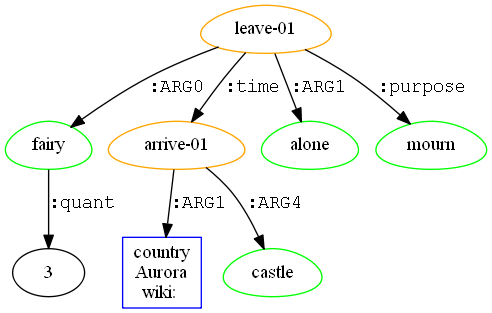 leave-01
:ARG0
:time
:ARG1
:purpose
fairy
arrive-01
alone
mourn
:quant
:ARG1
:ARG4
3
country
Aurora
wiki:
castle